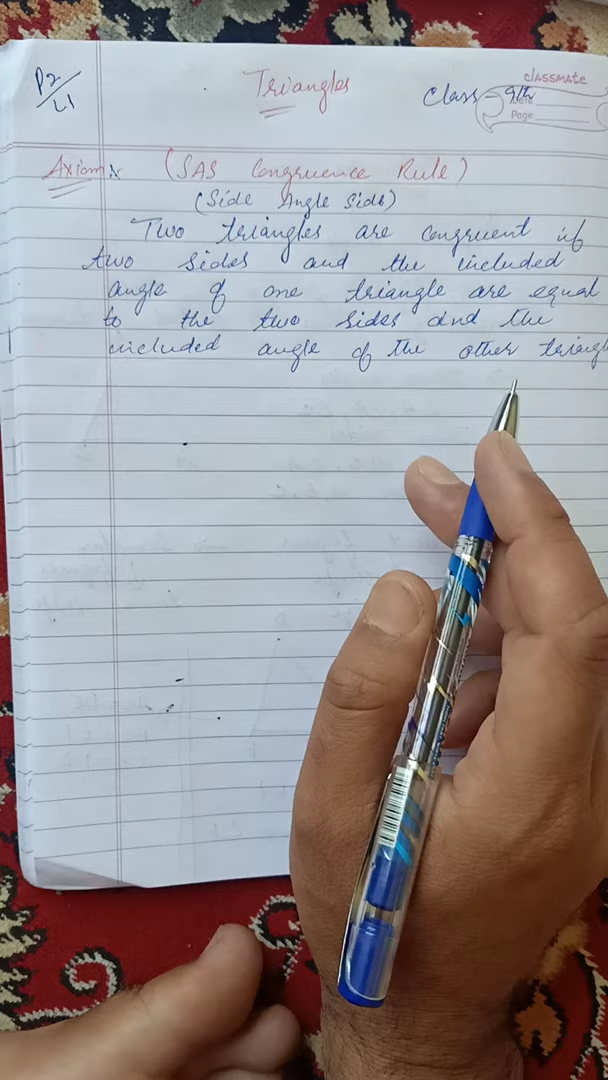 P2/L1
Triangles
Class - 9th
CLASSMATE
Date
Page
Axiom:- (SAS Congruence Rule)
(Side Angle Side)
Two triangles are congruent if
two sides and the included
angle of one triangle are equal
to the two sides and the
included angle of the other triangl